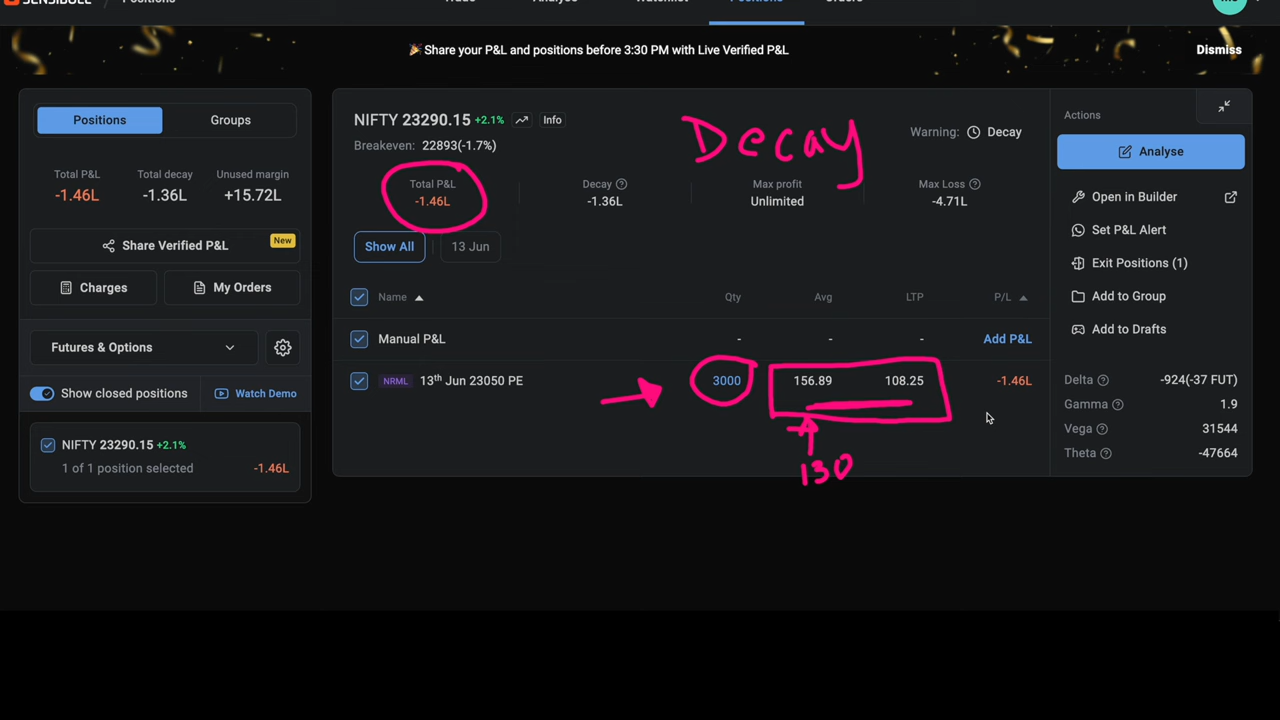 Positions
🎉 Share your P&L and positions before 3:30 PM with Live Verified P&L
Dismiss
Positions Groups
Total P&L Total decay Unused margin
-1.46L -1.36L +15.72L
Share Verified P&L New
Charges My Orders
Futures & Options
Show closed positions Watch Demo
NIFTY 23290.15 +2.1%
1 of 1 position selected -1.46L
NIFTY 23290.15 +2.1% Info
Breakeven: 22893(-1.7%)
Decay
Warning: Decay
Total P&L Decay Max profit Max Loss
-1.46L -1.36L Unlimited -4.71L
Show All 13 Jun
Name Qty Avg LTP P/L
Manual P&L - - - Add P&L
NRML 13th Jun 23050 PE 3000 156.89 108.25 -1.46L
130
Actions
Analyse
Open in Builder
Set P&L Alert
Exit Positions (1)
Add to Group
Add to Drafts
Delta -924(-37 FUT)
Gamma 1.9
Vega 31544
Theta -47664